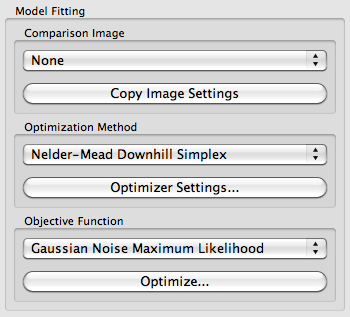 Model Fitting
Comparison Image
None
Copy Image Settings
Optimization Method
Nelder-Mead Downhill Simplex
Optimizer Settings...
Objective Function
Gaussian Noise Maximum Likelihood
Optimize...